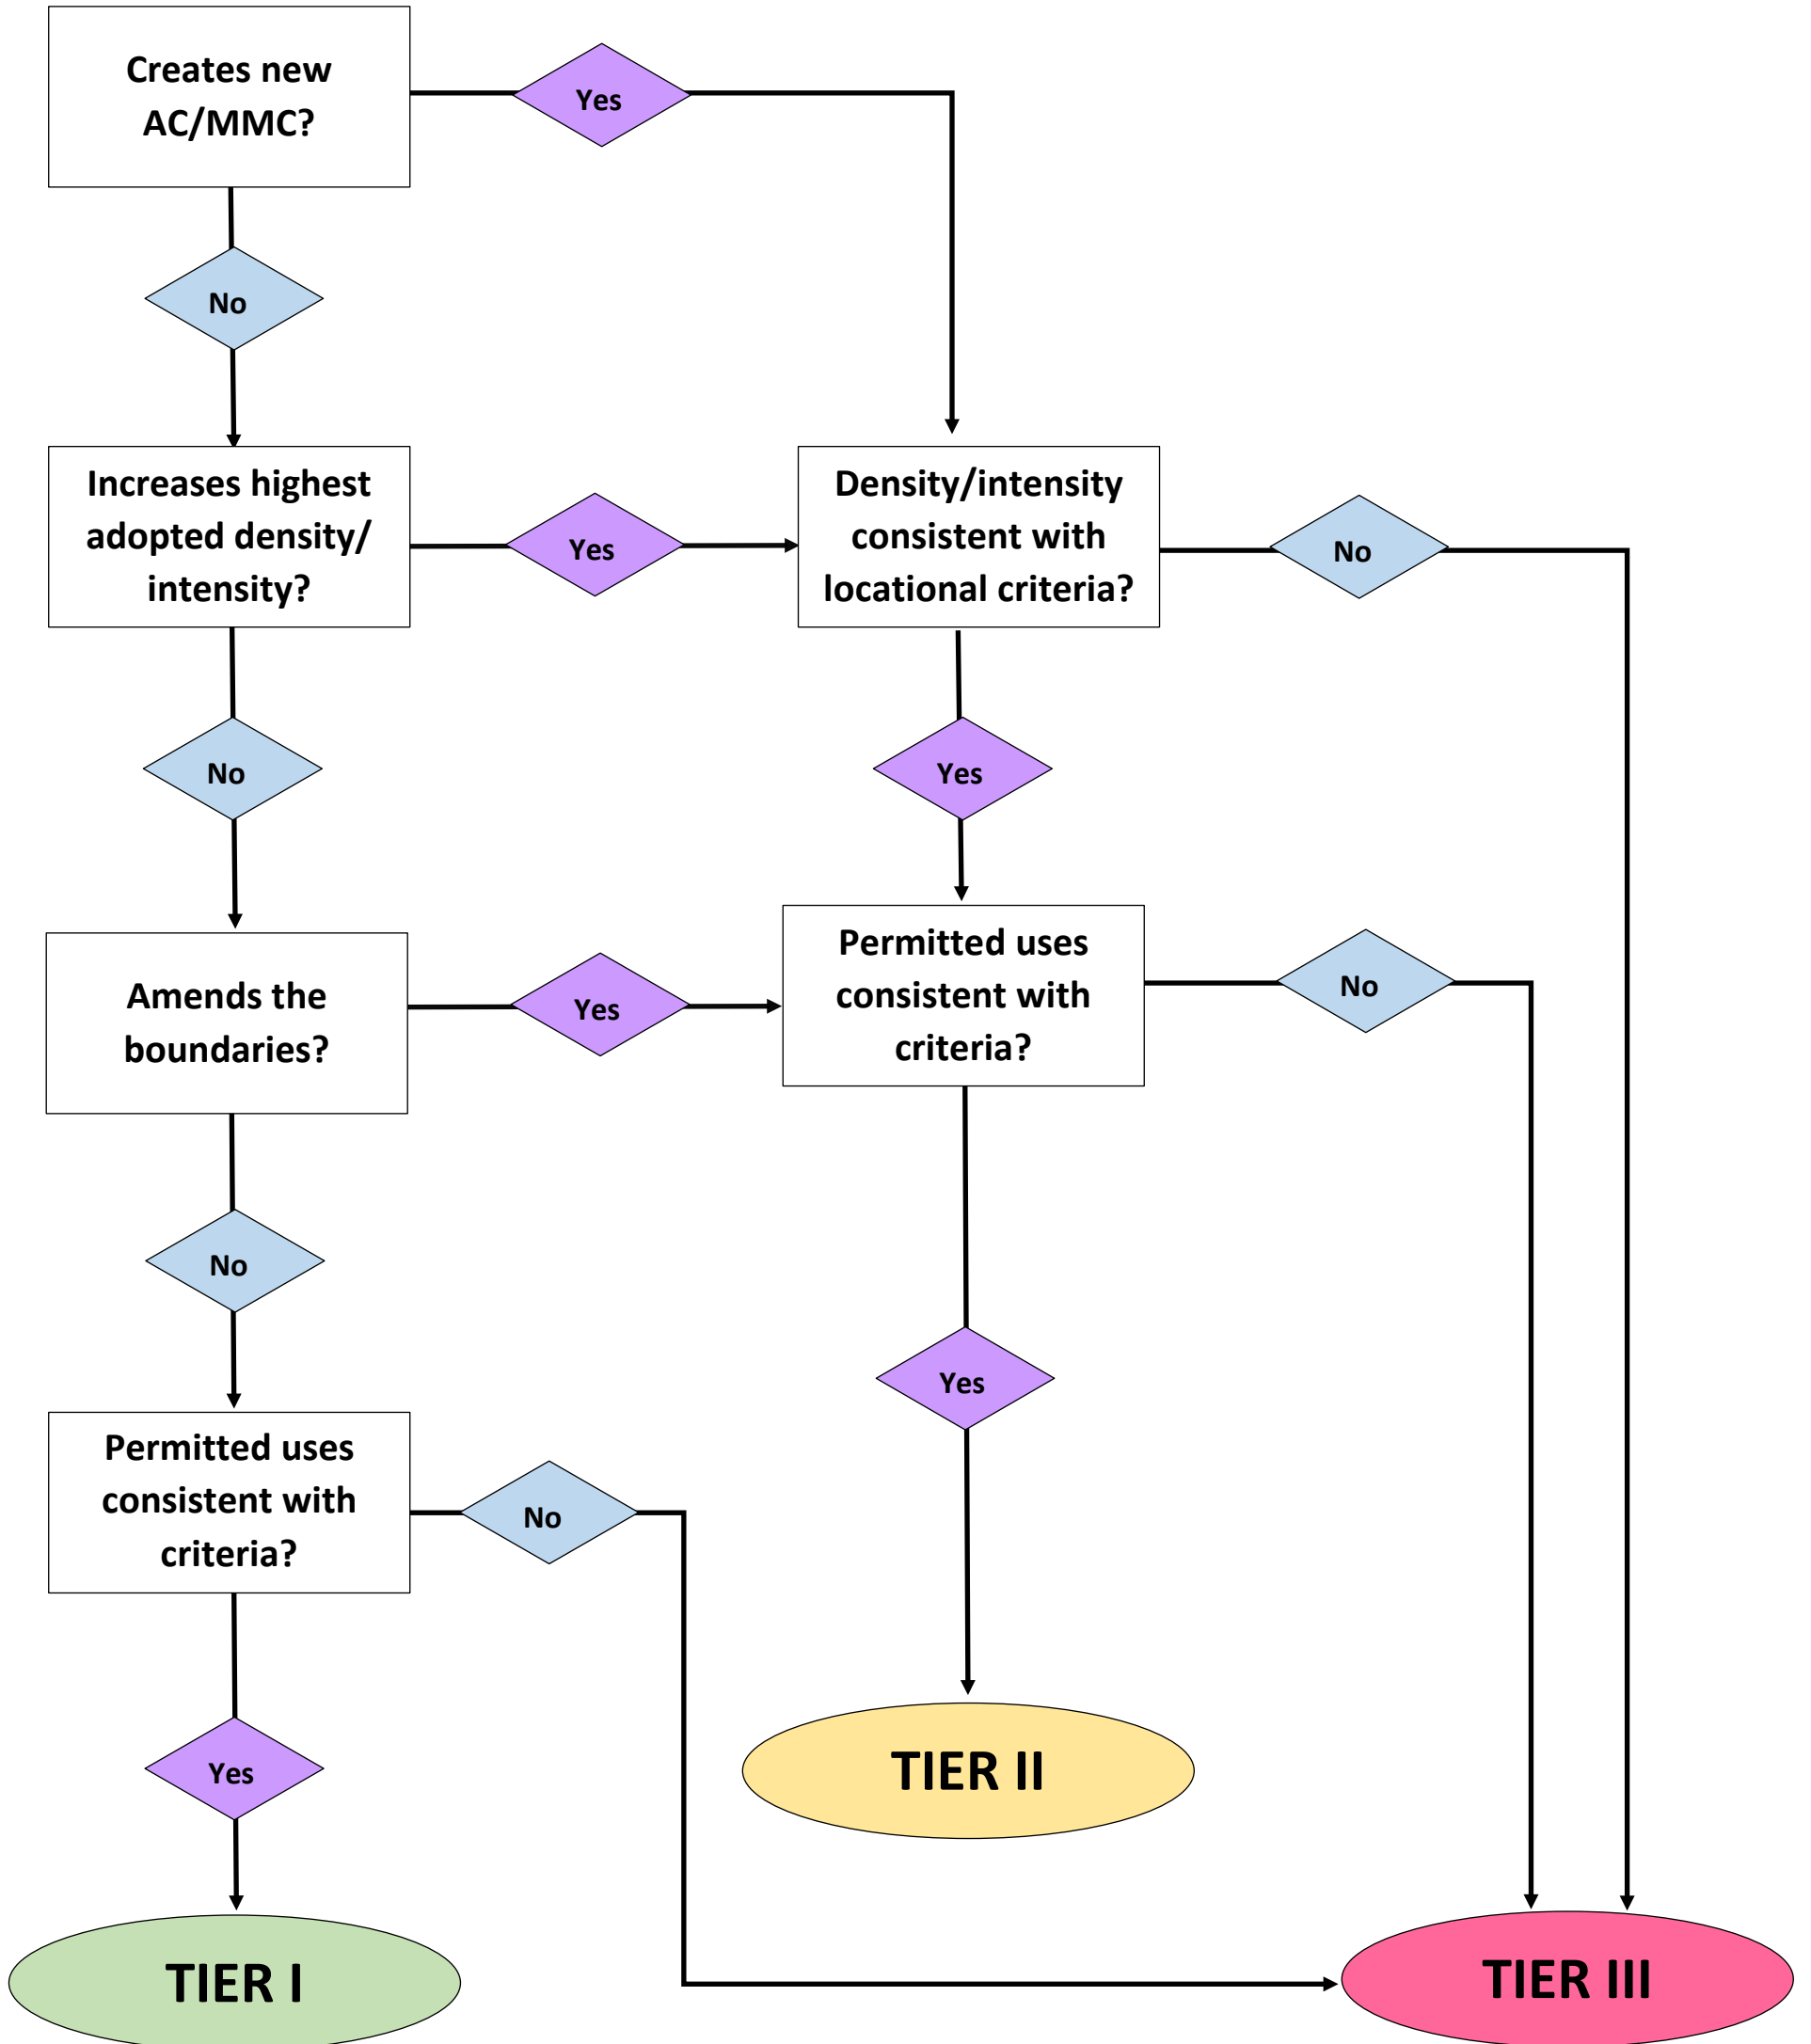 Creates new
AC/MMC?
Yes
No
Increases highest
adopted density/
intensity?
Yes
Density/intensity
consistent with
locational criteria?
No
No
Yes
Amends the
boundaries?
Yes
Permitted uses
consistent with
criteria?
No
No
Yes
Permitted uses
consistent with
criteria?
No
Yes
TIER II
TIER I
TIER III